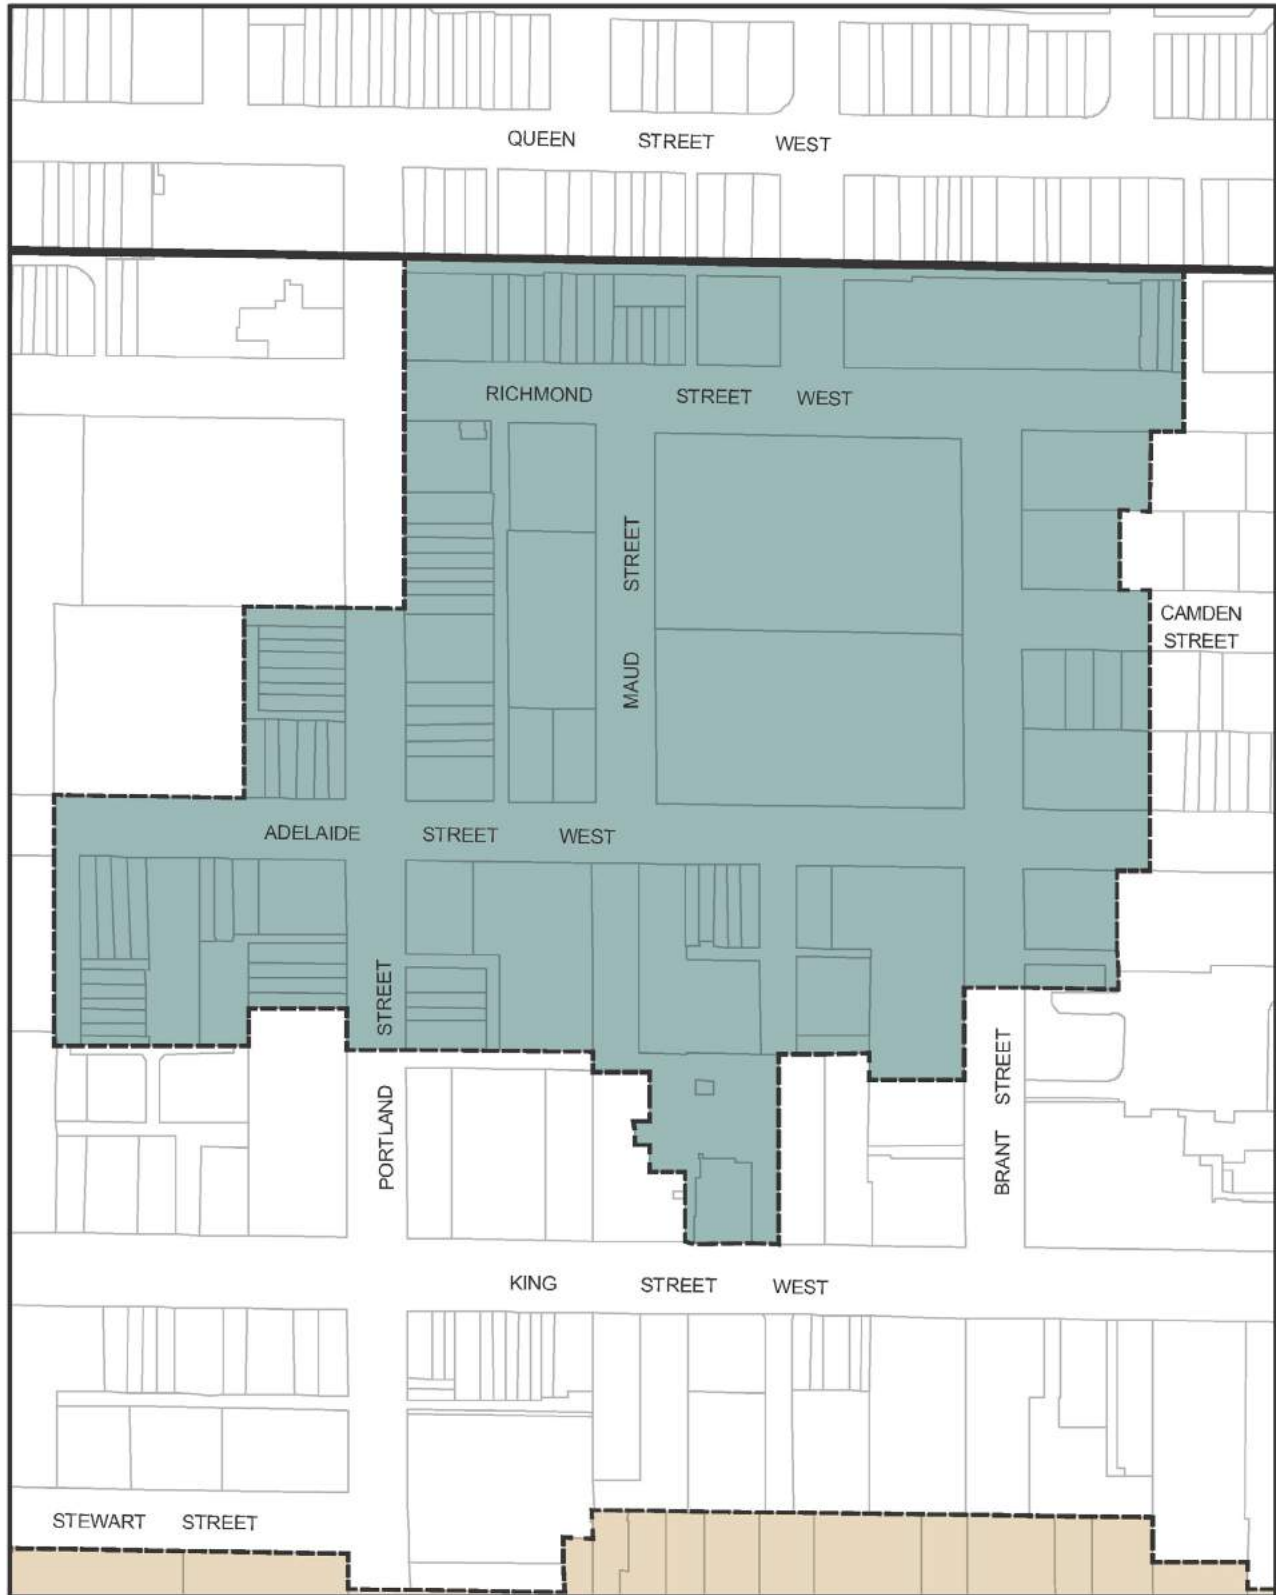 QUEEN STREET WEST
RICHMOND STREET WEST
MAUD STREET
CAMDEN
STREET
ADELAIDE STREET WEST
PORTLAND STREET
BRANT STREET
KING STREET WEST
STEWART STREET